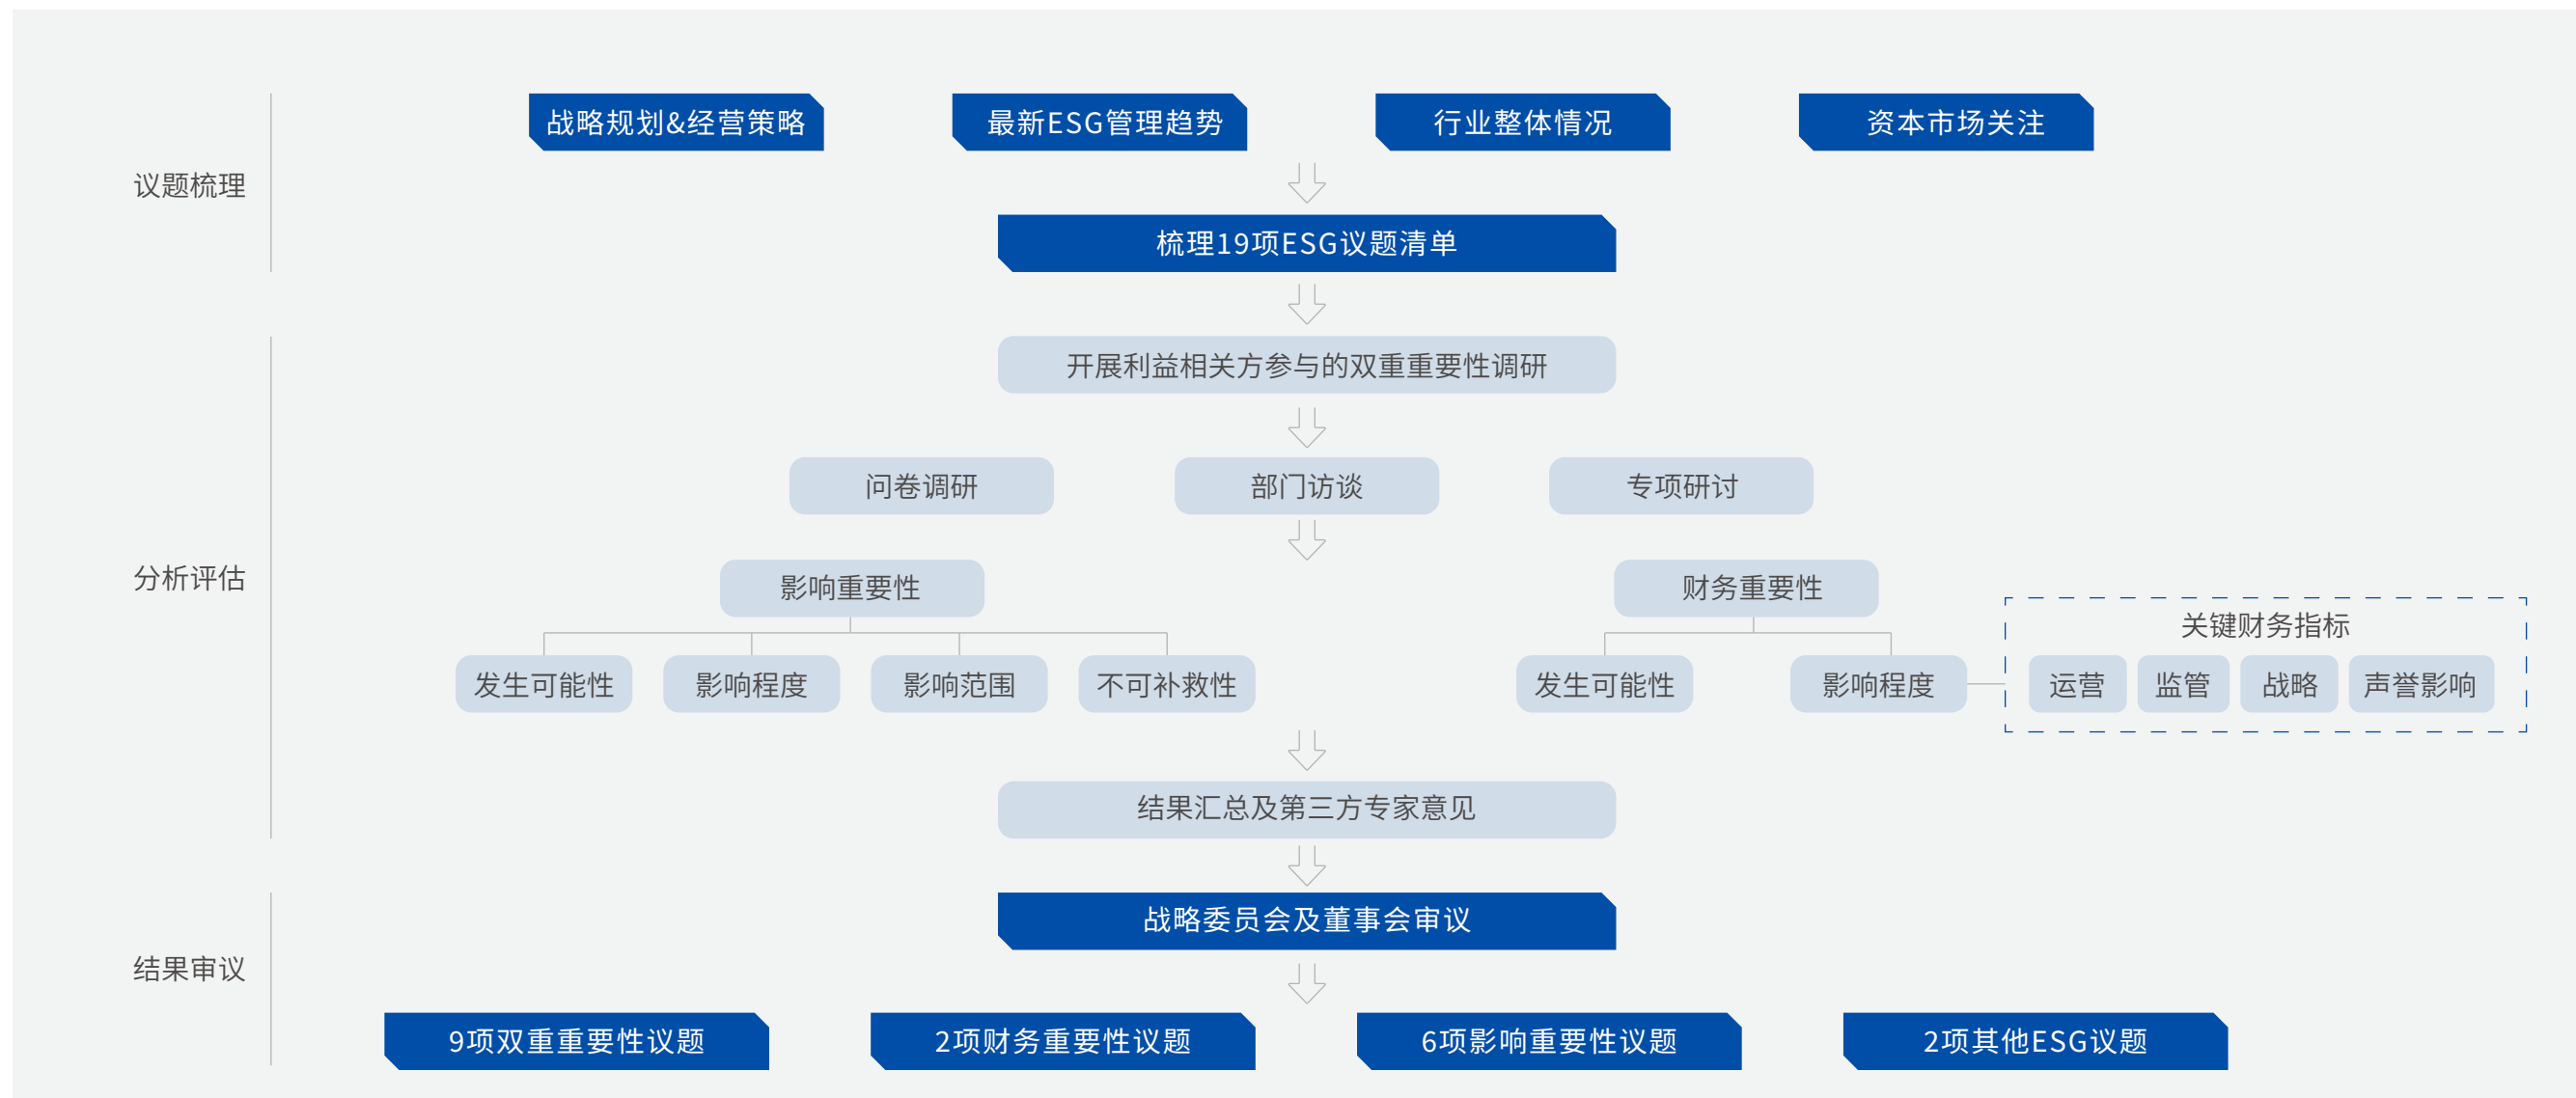 议题梳理
战略规划&经营策略
最新ESG管理趋势
行业整体情况
资本市场关注
梳理19项ESG议题清单
分析评估
开展利益相关方参与的双重重要性调研
问卷调研
部门访谈
专项研讨
影响重要性
财务重要性
发生可能性
影响程度
影响范围
不可补救性
发生可能性
影响程度
关键财务指标
运营
监管
战略
声誉影响
结果汇总及第三方专家意见
结果审议
战略委员会及董事会审议
9项双重重要性议题
2项财务重要性议题
6项影响重要性议题
2项其他ESG议题